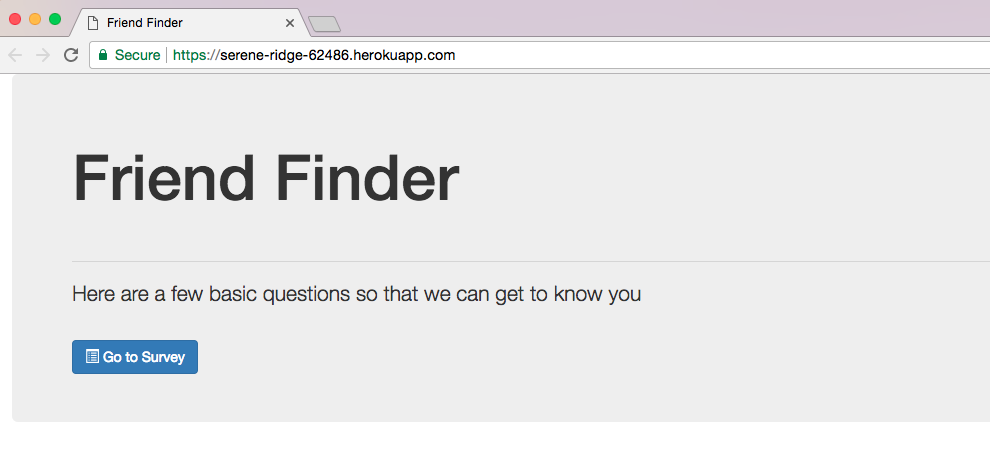 Friend Finder
Secure https://serene-ridge-62486.herokuapp.com
Friend Finder
Here are a few basic questions so that we can get to know you
Go to Survey